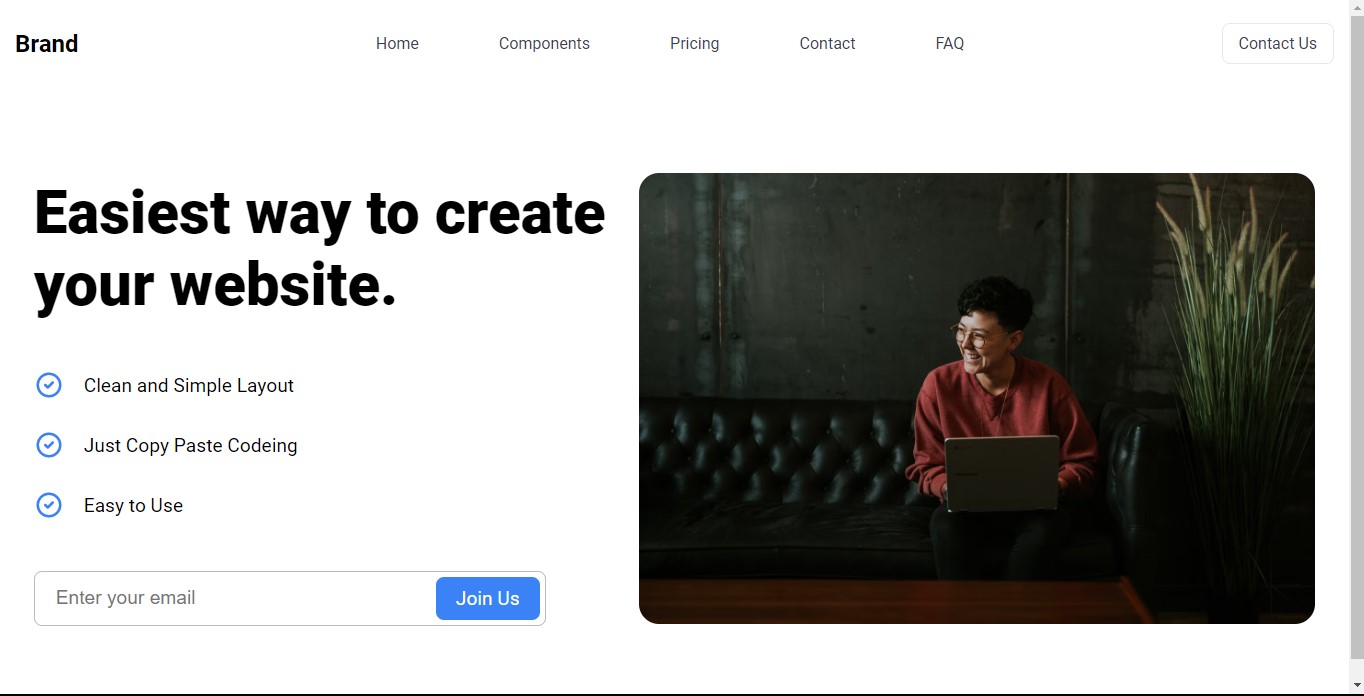 Brand
Home
Components
Pricing
Contact
FAQ
Contact Us
Easiest way to create
your website.
Clean and Simple Layout
Just Copy Paste Codeing
Easy to Use
Enter your email
Join Us